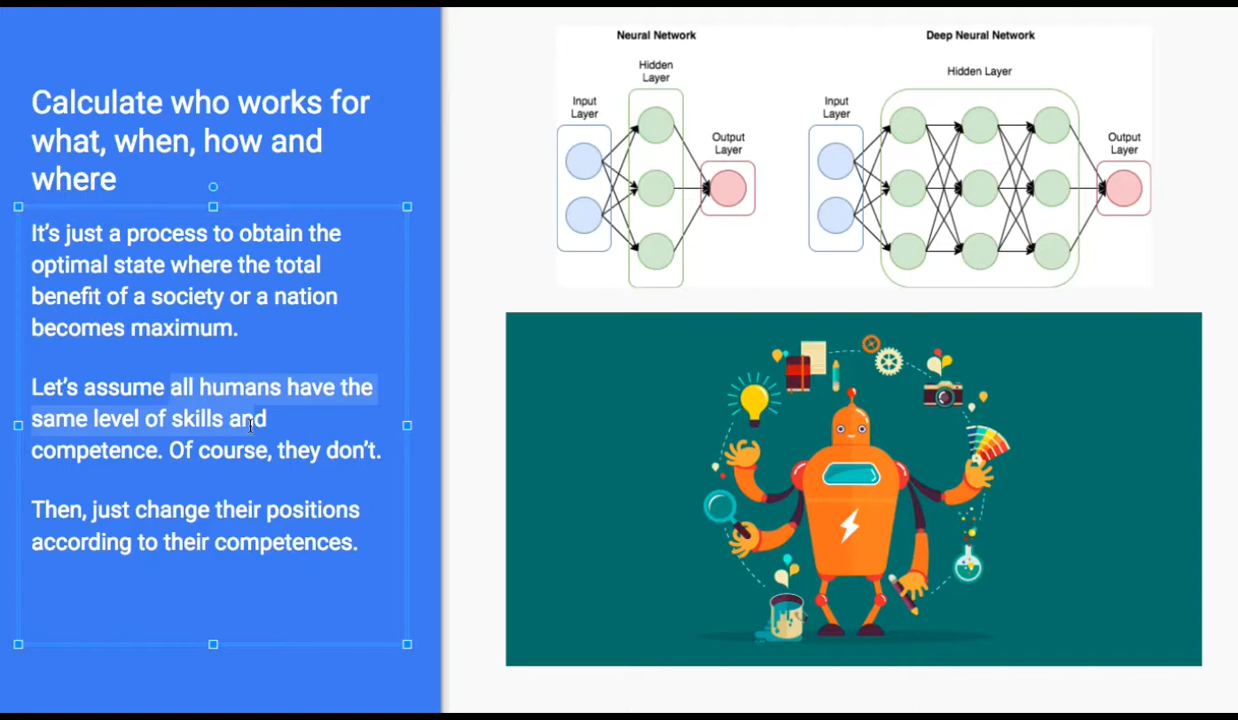 Calculate who works for
what, when, how and
where
It's just a process to obtain the
optimal state where the total
benefit of a society or a nation
becomes maximum.
Let's assume all humans have the
same level of skills and
competence. Of course, they don't.
Then, just change their positions
according to their competences.
Neural Network
Hidden
Layer
Input
Layer
Output
Layer
Deep Neural Network
Hidden Layer
Input
Layer
Output
Layer